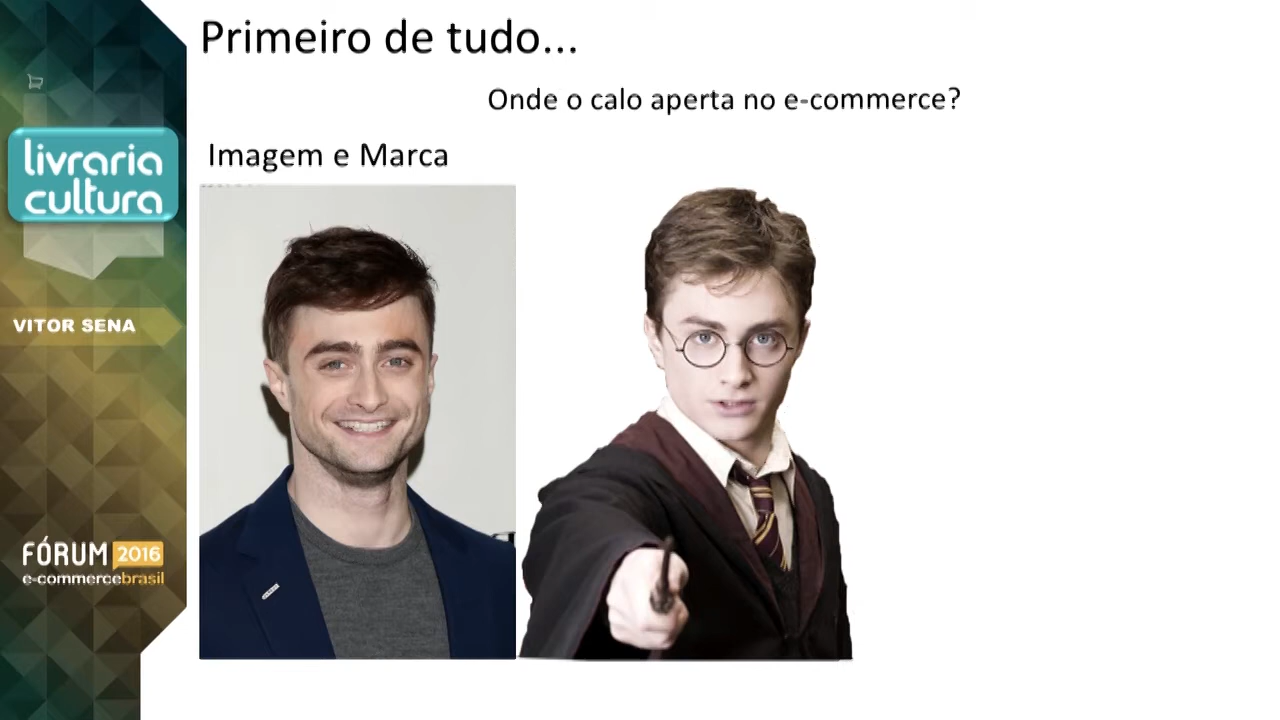 Primeiro de tudo...
Onde o calo aperta no e-commerce?
Imagem e Marca
livraria
cultura
VITOR SENA
FÓRUM 2016
e-commercebrasil